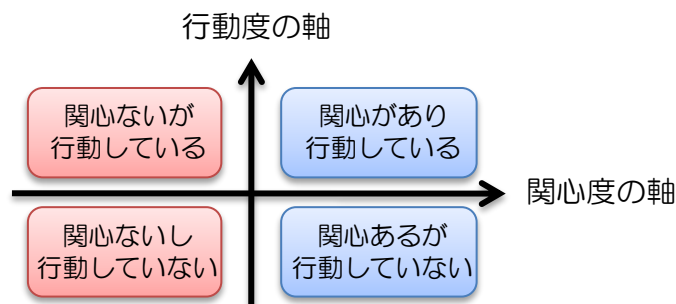 行動度の軸
関心ないが
行動している
関心があり
行動している
関心度の軸
関心ないし
行動していない
関心あるが
行動していない